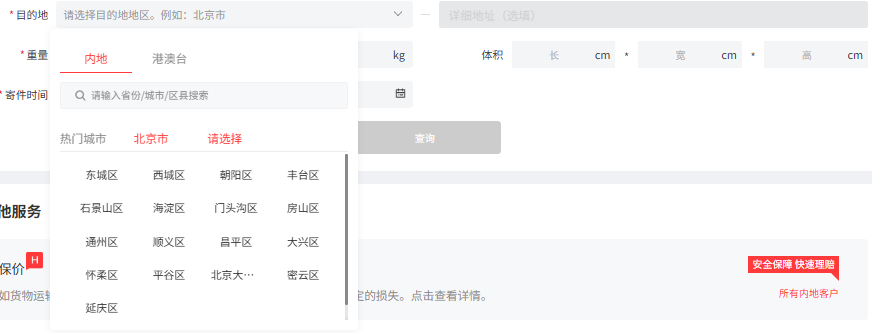 * 目的地 请选择目的地地区。例如：北京市 — 详细地址（选填）
* 重量 kg 体积 长 cm * 宽 cm * 高 cm
* 寄件时间
内地 港澳台
请输入省份/城市/区县搜索
热门城市 北京市 请选择
查询
东城区 西城区 朝阳区 丰台区
石景山区 海淀区 门头沟区 房山区
通州区 顺义区 昌平区 大兴区
怀柔区 平谷区 北京大… 密云区
延庆区
他服务
保价 H
安全保障 快速理赔
如货物运输 定的损失。点击查看详情。
所有内地客户